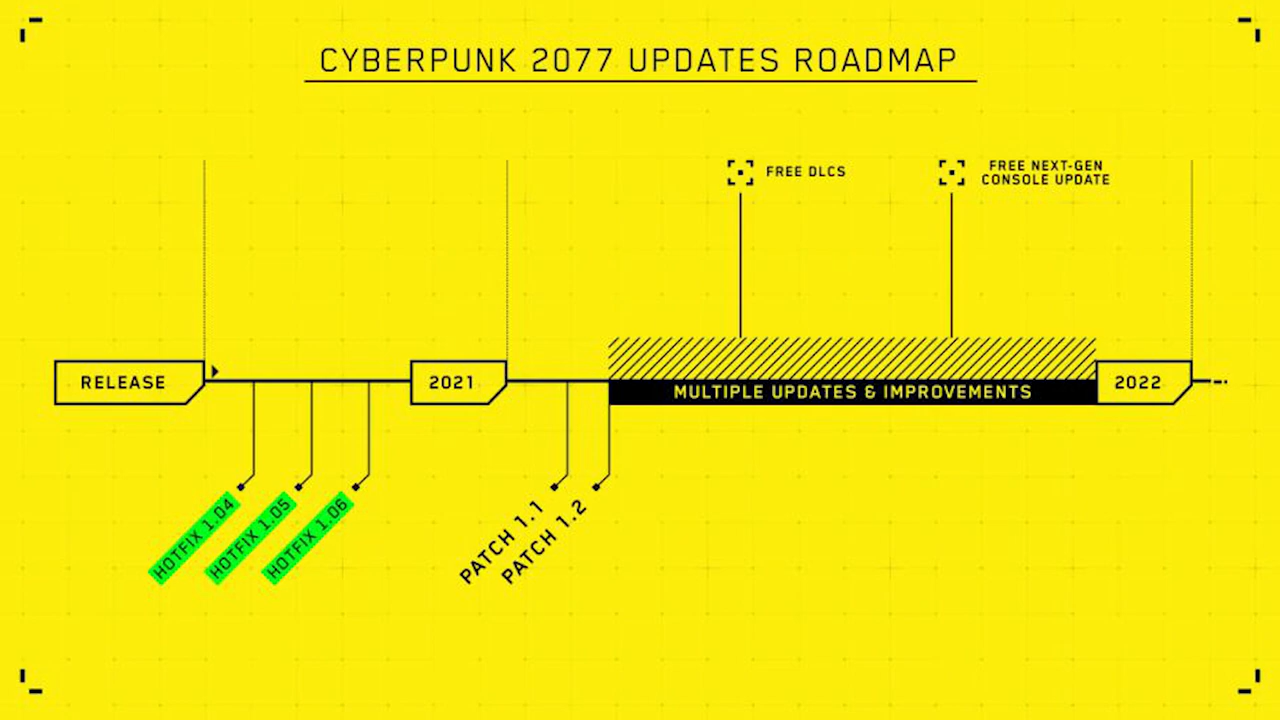 CYBERPUNK 2077 UPDATES ROADMAP
FREE DLCS
FREE NEXT-GEN
CONSOLE UPDATE
RELEASE
2021
MULTIPLE UPDATES & IMPROVEMENTS
2022
HOTFIX 1.04
HOTFIX 1.05
HOTFIX 1.06
PATCH 1.1
PATCH 1.2